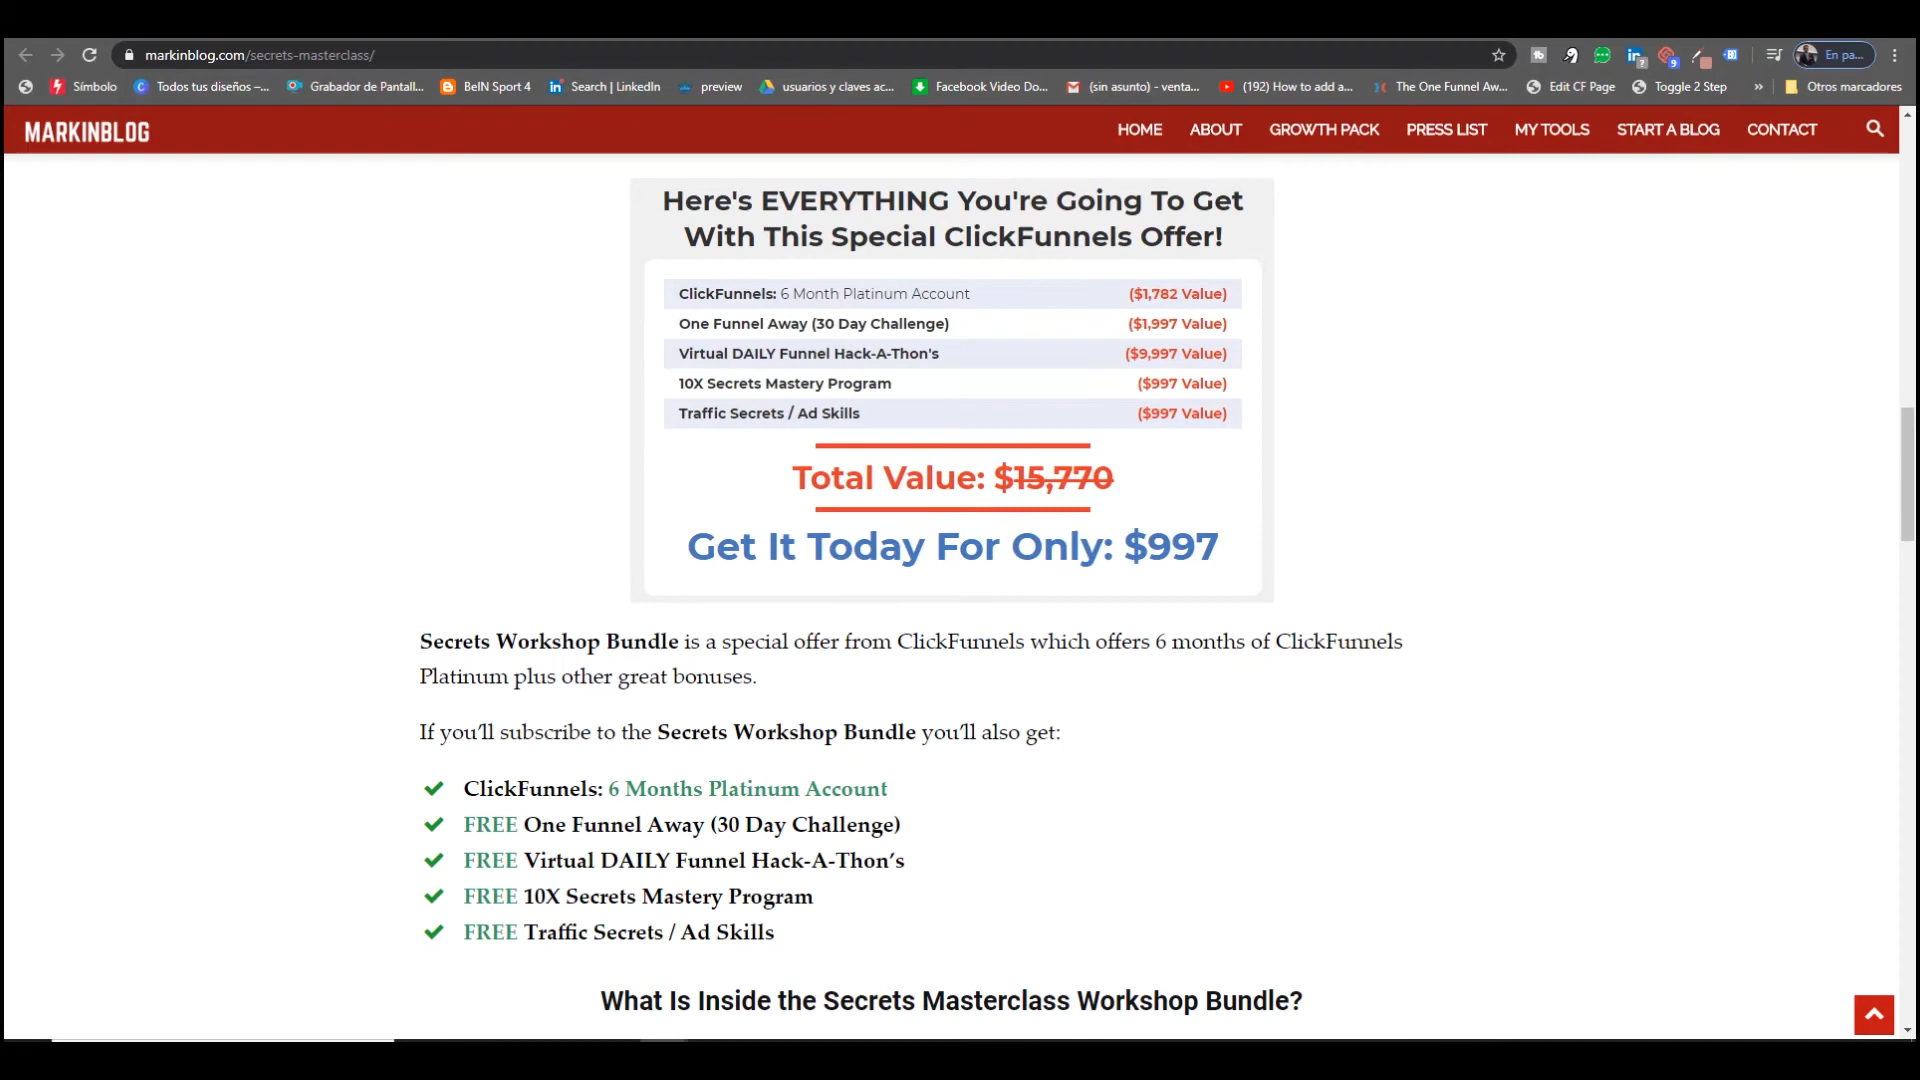 markinblog.com/secrets-masterclass/
En pa...
Símbolo
Todos tus diseños –...
Grabador de Pantall...
BeIN Sport 4
Search | LinkedIn
preview
usuarios y claves ac...
Facebook Video Do...
(sin asunto) - venta...
(192) How to add a...
The One Funnel Aw...
Edit CF Page
Toggle 2 Step
»
Otros marcadores
MARKINBLOG
HOME ABOUT GROWTH PACK PRESS LIST MY TOOLS START A BLOG CONTACT
Here's EVERYTHING You're Going To Get
With This Special ClickFunnels Offer!
ClickFunnels: 6 Month Platinum Account ($1,782 Value)
One Funnel Away (30 Day Challenge) ($1,997 Value)
Virtual DAILY Funnel Hack-A-Thon's ($9,997 Value)
10X Secrets Mastery Program ($997 Value)
Traffic Secrets / Ad Skills ($997 Value)
Total Value: $15,770
Get It Today For Only: $997
Secrets Workshop Bundle is a special offer from ClickFunnels which offers 6 months of ClickFunnels
Platinum plus other great bonuses.
If you'll subscribe to the Secrets Workshop Bundle you'll also get:
ClickFunnels: 6 Months Platinum Account
FREE One Funnel Away (30 Day Challenge)
FREE Virtual DAILY Funnel Hack-A-Thon’s
FREE 10X Secrets Mastery Program
FREE Traffic Secrets / Ad Skills
What Is Inside the Secrets Masterclass Workshop Bundle?